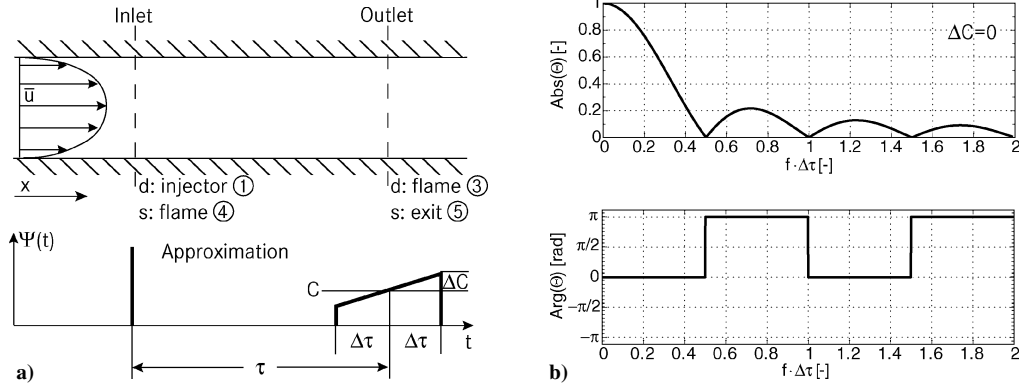 Inlet
Outlet
ū
x
d: injector ①
s: flame ④
d: flame ③
s: exit ⑤
Ψ(t)
Approximation
C
ΔC
Δτ
Δτ
t
τ
a)
Abs(Θ) [-]
1
0.8
0.6
0.4
0.2
0
ΔC=0
0 0.2 0.4 0.6 0.8 1 1.2 1.4 1.6 1.8 2
f·Δτ [-]
Arg(Θ) [rad]
π
π/2
0
−π/2
−π
0 0.2 0.4 0.6 0.8 1.0 1.2 1.4 1.6 1.8 2
f·Δτ [-]
b)